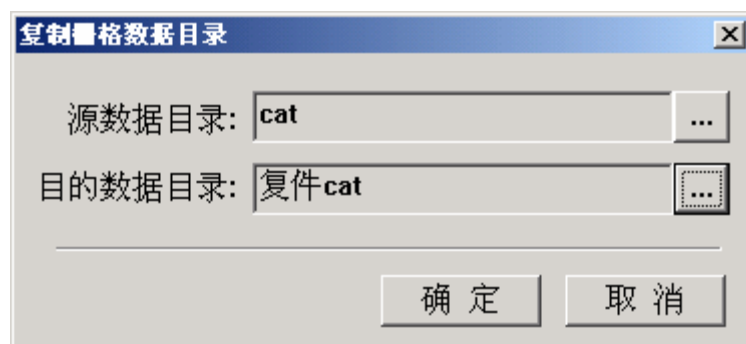 复制栅格数据目录
源数据目录: cat ...
目的数据目录: 复件cat ...
确 定 取 消